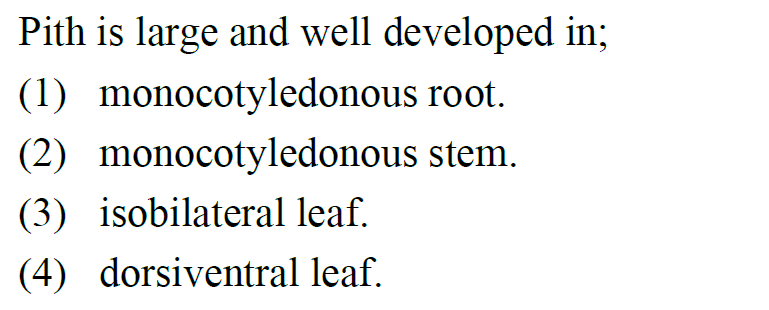 Pith is large and well developed in;
(1) monocotyledonous root.
(2) monocotyledonous stem.
(3) isobilateral leaf.
(4) dorsiventral leaf.